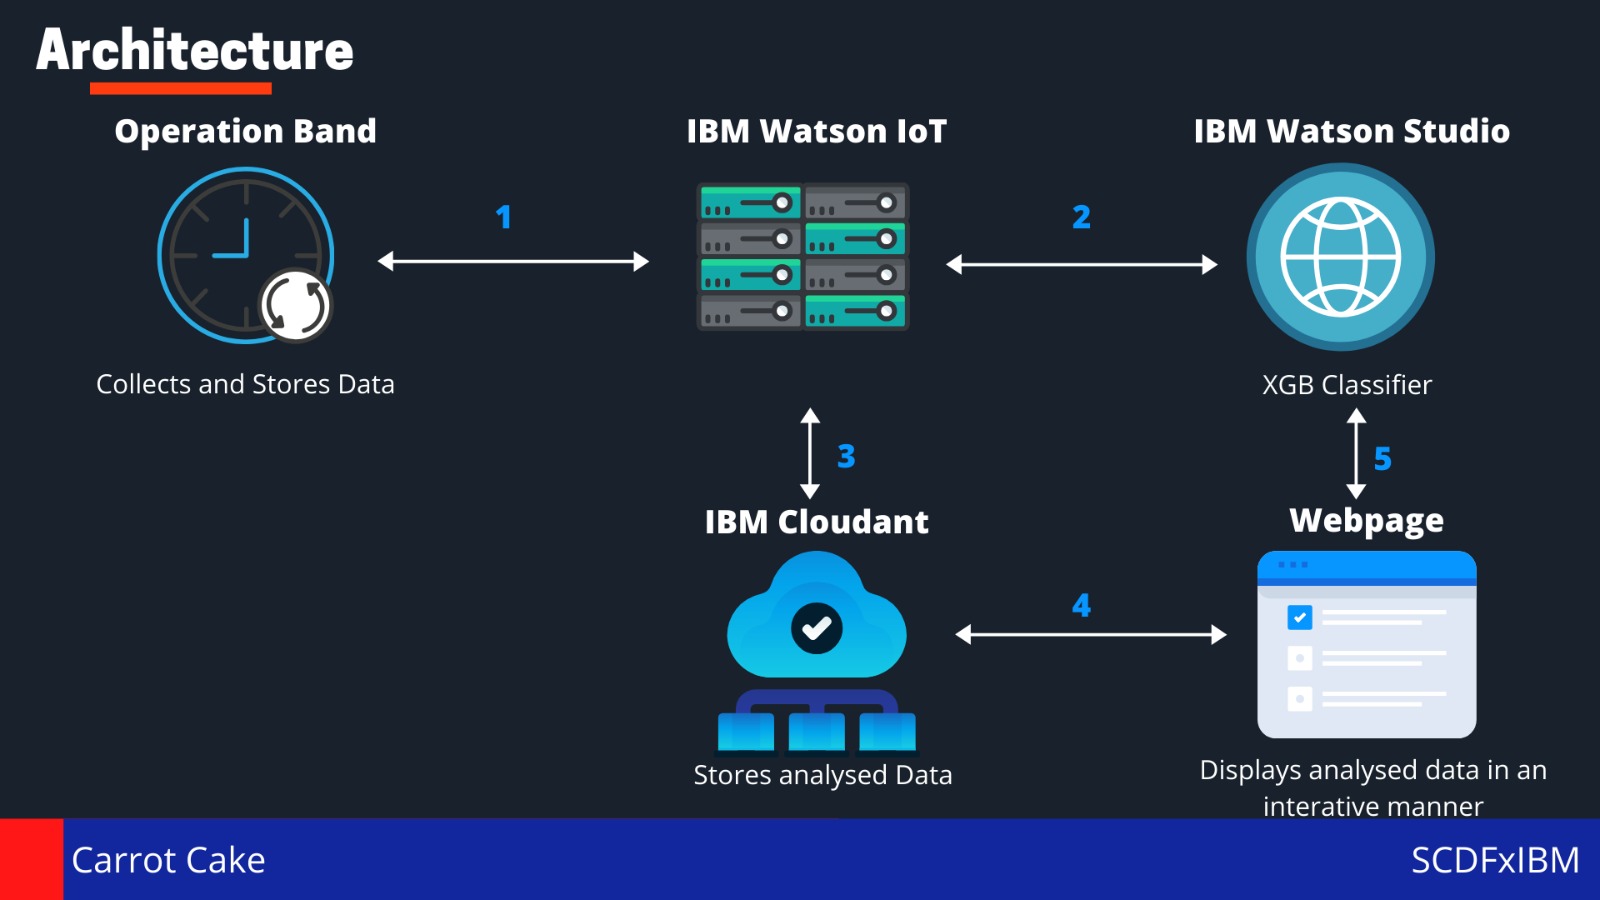 Architecture
Operation Band
IBM Watson IoT
IBM Watson Studio
1
2
Collects and Stores Data
XGB Classifier
3
5
IBM Cloudant
Webpage
4
Stores analysed Data
Displays analysed data in an
interative manner
Carrot Cake
SCDFxIBM